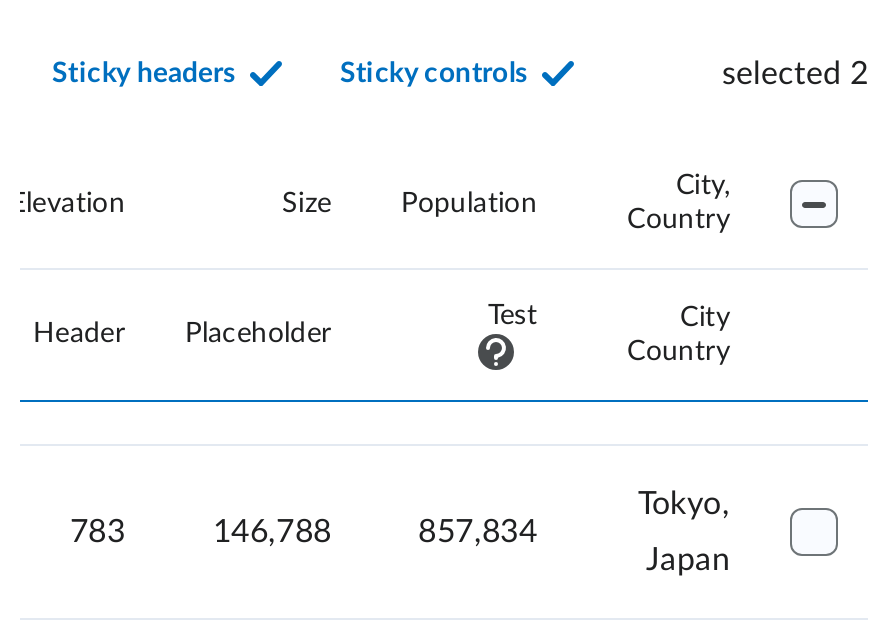 Sticky headers Sticky controls selected 2
Elevation Size Population City,
Country
Header Placeholder Test City
Country
783 146,788 857,834 Tokyo,
Japan